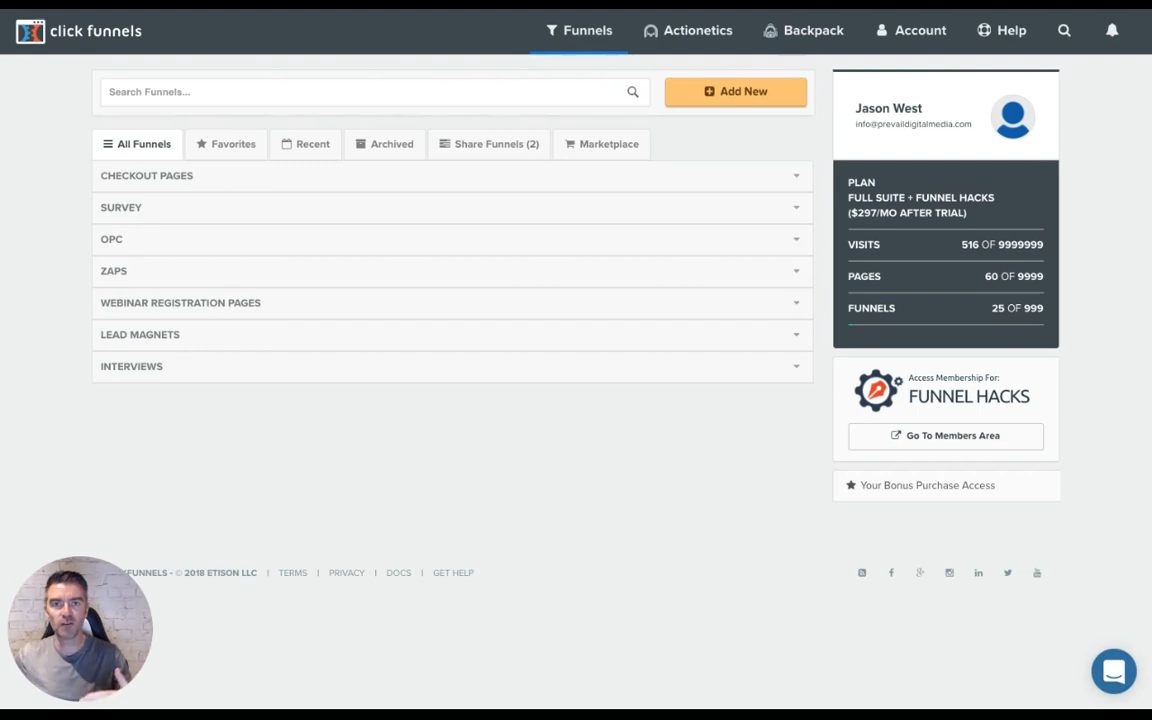 click funnels
Funnels
Actionetics
Backpack
Account
Help
Search Funnels...
Add New
All Funnels
Favorites
Recent
Archived
Share Funnels (2)
Marketplace
CHECKOUT PAGES
SURVEY
OPC
ZAPS
WEBINAR REGISTRATION PAGES
LEAD MAGNETS
INTERVIEWS
Jason West
info@prevaildigitalmedia.com
PLAN
FULL SUITE + FUNNEL HACKS
($297/MO AFTER TRIAL)
VISITS 516 OF 9999999
PAGES 60 OF 9999
FUNNELS 25 OF 999
Access Membership For:
FUNNEL HACKS
Go To Members Area
Your Bonus Purchase Access
KFUNNELS - © 2018 ETISON LLC | TERMS | PRIVACY | DOCS | GET HELP